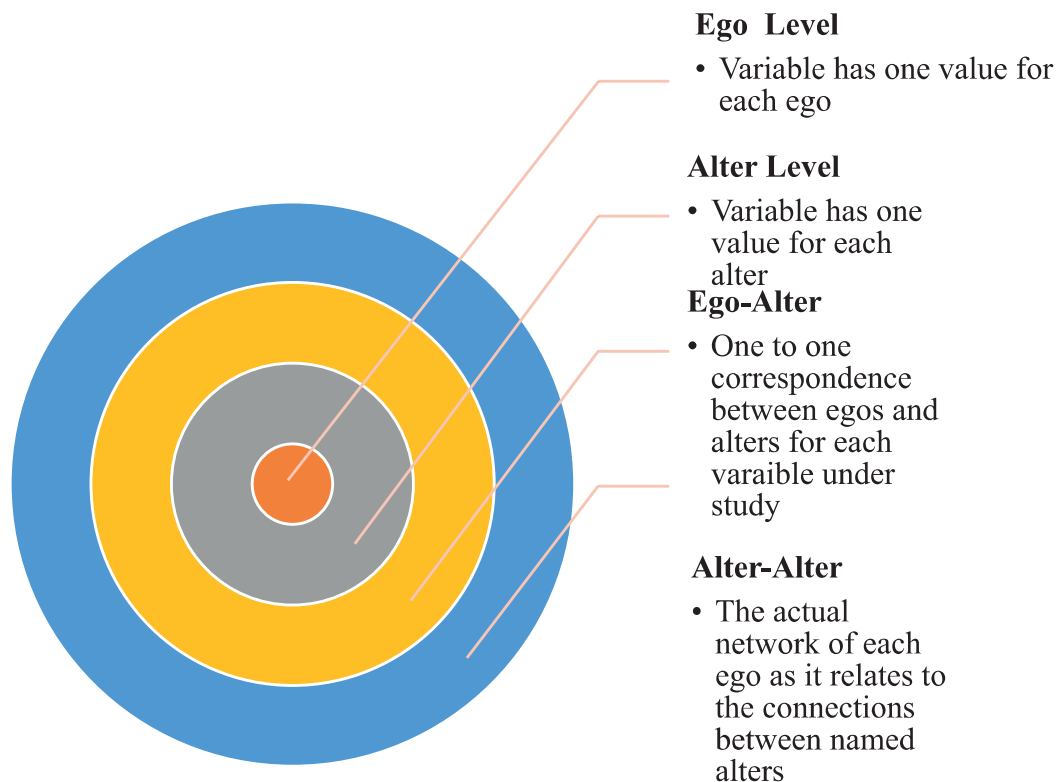 Ego Level
• Variable has one value for
each ego
Alter Level
• Variable has one
value for each
alter
Ego-Alter
• One to one
correspondence
between egos and
alters for each
varaible under
study
Alter-Alter
• The actual
network of each
ego as it relates to
the connections
between named
alters